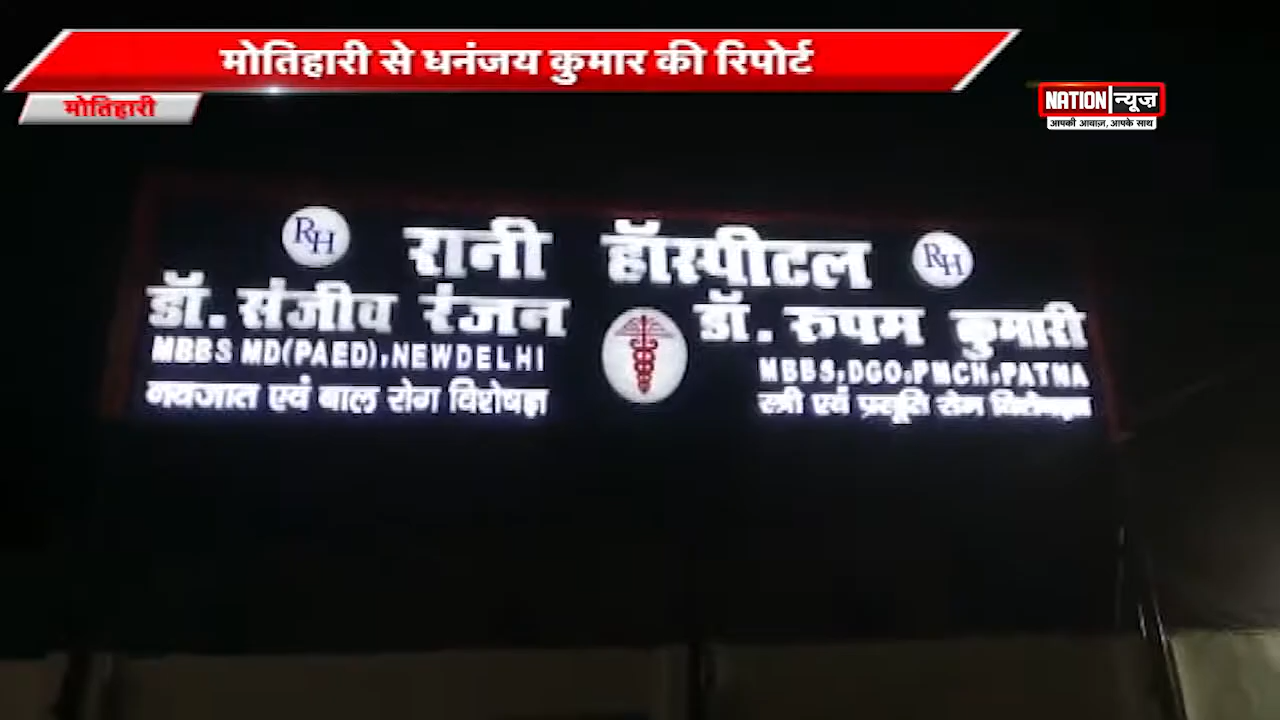 मोतिहारी से धनंजय कुमार की रिपोर्ट
मोतिहारी
NATION न्यूज़
आपकी आवाज़, आपके साथ
RH रानी हॉस्पीटल RH
डॉ. संजीव रंजन
MBBS MD(PAED),NEWDELHI
नवजात एवं बाल रोग विशेषज्ञ
डॉ. रुपम कुमारी
MBBS,DGO,PMCH,PATNA
स्त्री एवं प्रसूति रोग विशेषज्ञ